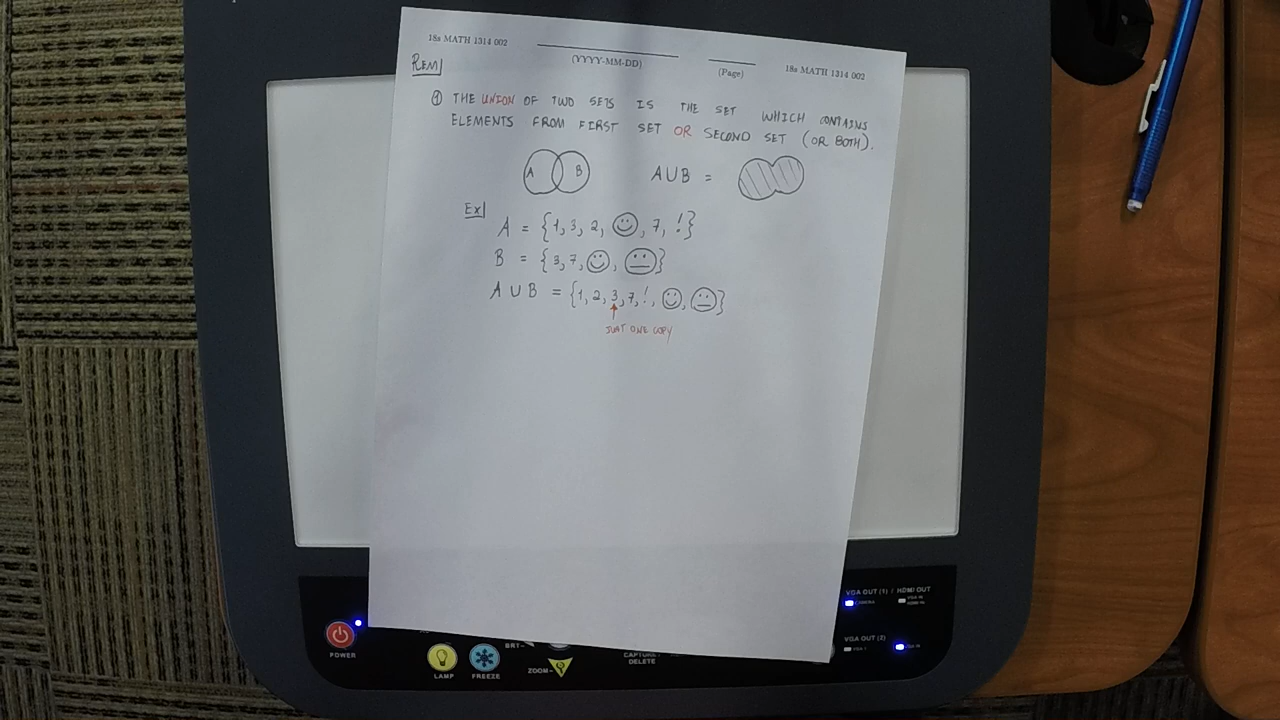 18s MATH 1314 002
(YYYY-MM-DD)
(Page)
18s MATH 1314 002
REM
① THE UNION OF TWO SETS IS THE SET WHICH CONTAINS
ELEMENTS FROM FIRST SET OR SECOND SET (OR BOTH).
A B A∪B =
EX
A = {1, 3, 2, ☺, 7, !}
B = {3, 7, ☺, 😐}
A ∪ B = {1, 2, 3, 7, !, ☺, 😐}
JUST ONE COPY
VGA OUT (1) / HDMI OUT
CAMERA
VGA OUT (2)
POWER
LAMP
FREEZE
BRT-
ZOOM-
CAPTURE/
DELETE